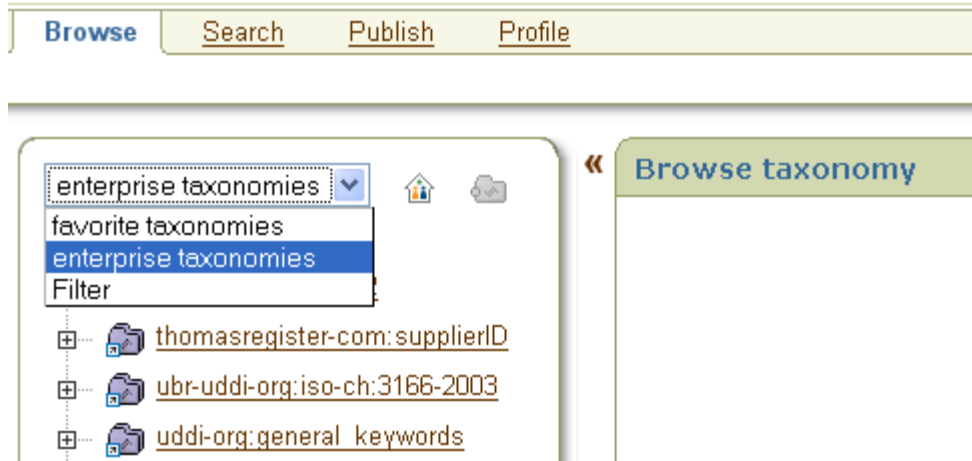 Browse Search Publish Profile
enterprise taxonomies
favorite taxonomies
enterprise taxonomies
Filter
thomasregister-com:supplierID
ubr-uddi-org:iso-ch:3166-2003
uddi-org:general_keywords
«
Browse taxonomy